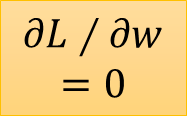 ∂L / ∂w
= 0